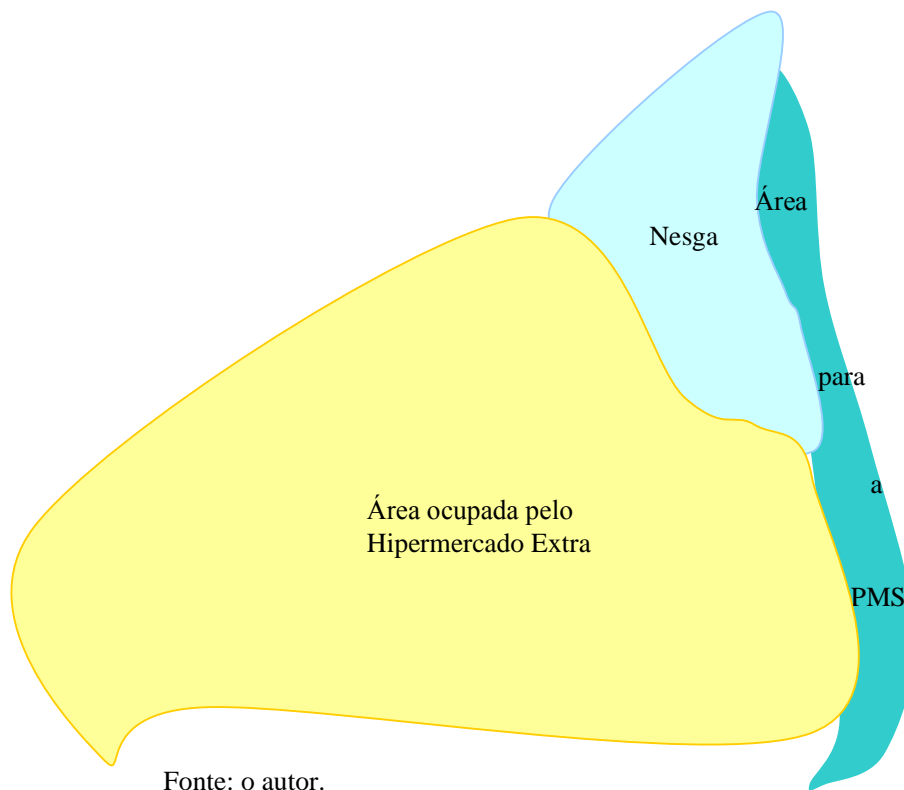 Área
Nesga
para
a
Área ocupada pelo
Hipermercado Extra
PMS
Fonte: o autor.